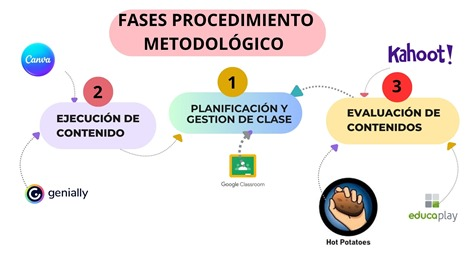 FASES PROCEDIMIENTO
METODOLÓGICO
Canva
Kahoot!
2
1
3
EJECUCIÓN DE
CONTENIDO
PLANIFICACIÓN Y
GESTION DE CLASE
EVALUACIÓN DE
CONTENIDOS
Google Classroom
genially
Hot Potatoes
educaplay